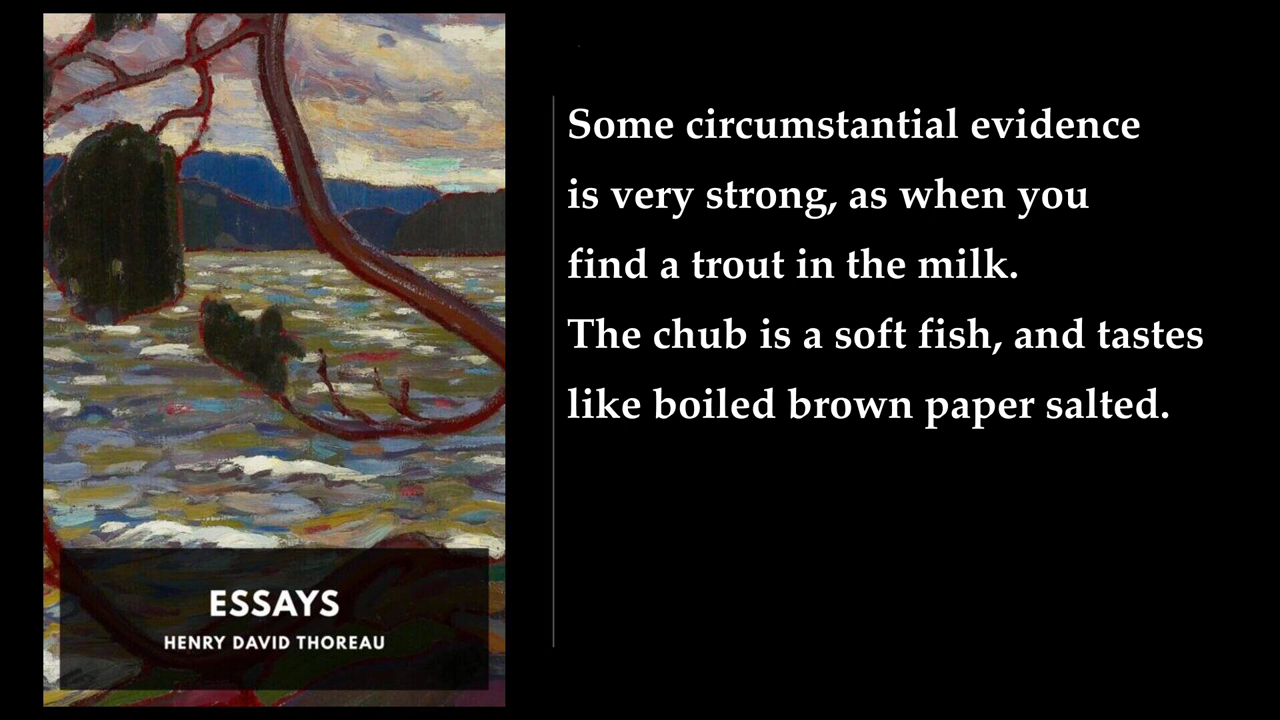 Some circumstantial evidence
is very strong, as when you
find a trout in the milk.
The chub is a soft fish, and tastes
like boiled brown paper salted.
ESSAYS
HENRY DAVID THOREAU